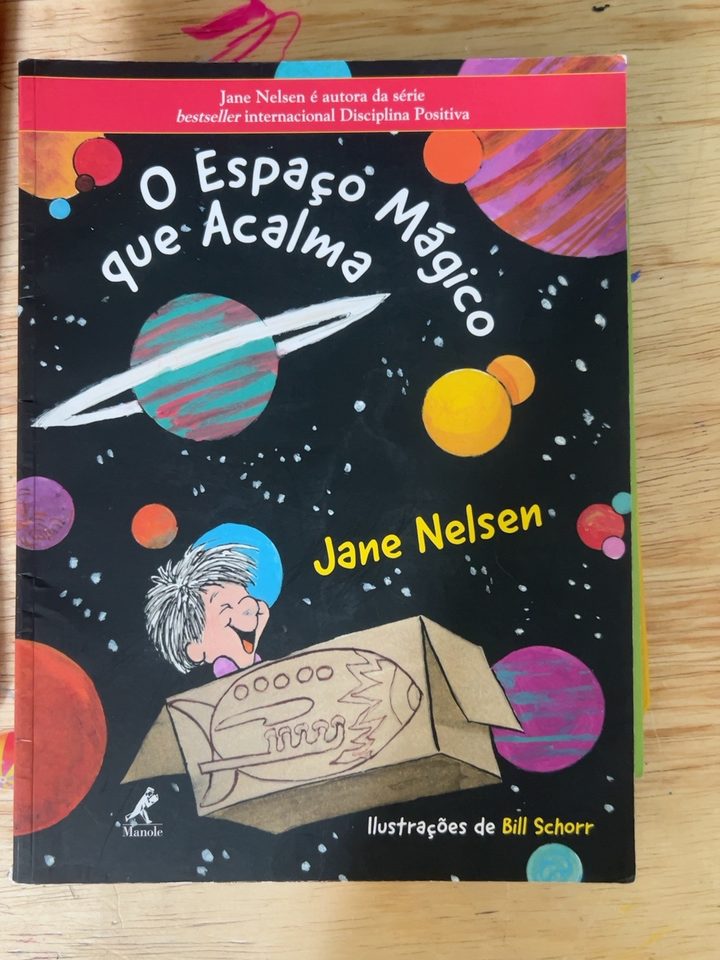 Jane Nelsen é autora da série
bestseller internacional Disciplina Positiva
O Espaço Mágico
que Acalma
Jane Nelsen
Manole
Ilustrações de Bill Schorr